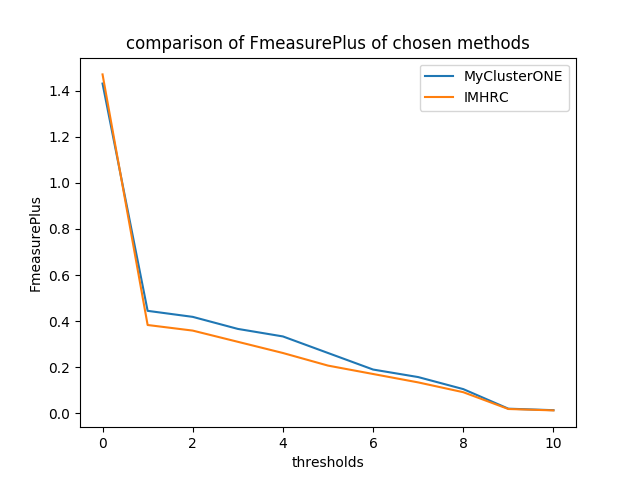 comparison of FmeasurePlus of chosen methods
MyClusterONE
IMHRC
1.4
1.2
1.0
0.8
0.6
0.4
0.2
0.0
FmeasurePlus
0 2 4 6 8 10
thresholds